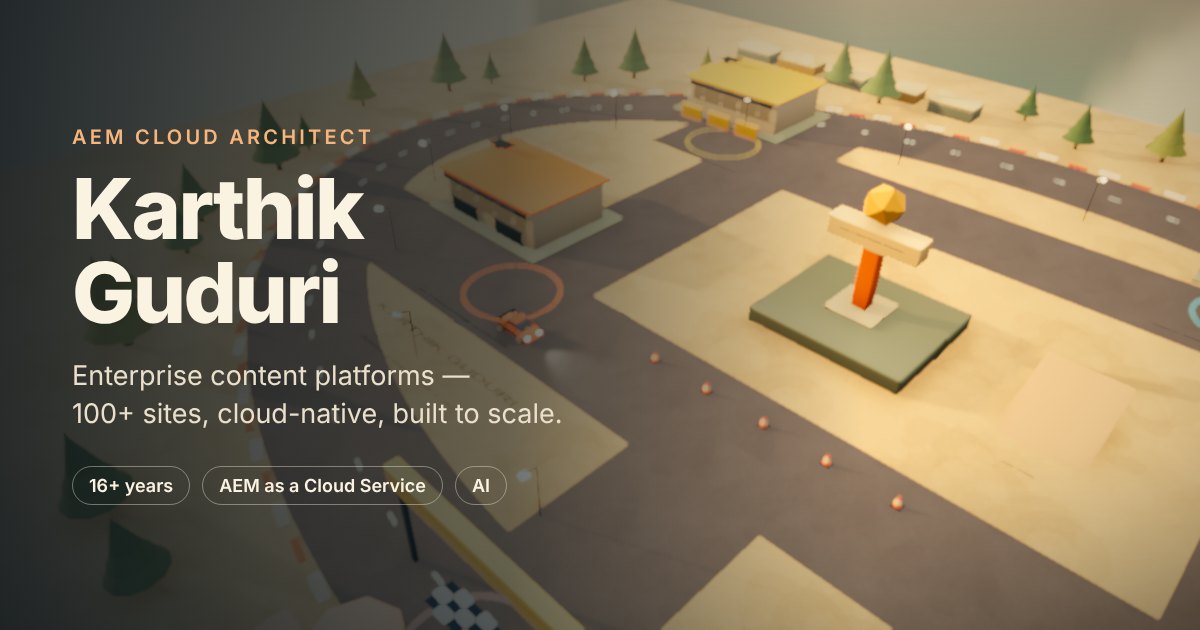 AEM CLOUD ARCHITECT
Karthik
Guduri
Enterprise content platforms —
100+ sites, cloud-native, built to scale.
16+ years
AEM as a Cloud Service
AI